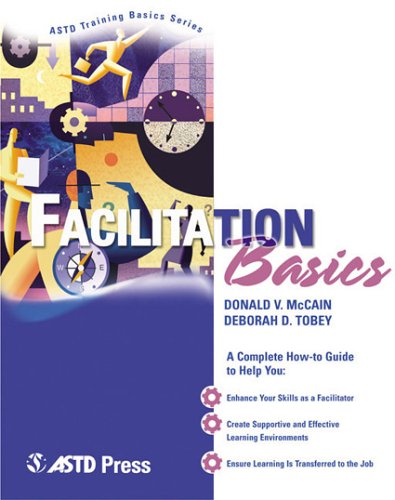 ASTD Training Basics Series
FACILITATION
Basics
DONALD V. McCAIN
DEBORAH D. TOBEY
A Complete How-to Guide
to Help You:
Enhance Your Skills as a Facilitator
Create Supportive and Effective
Learning Environments
Ensure Learning Is Transferred to the Job
ASTD Press